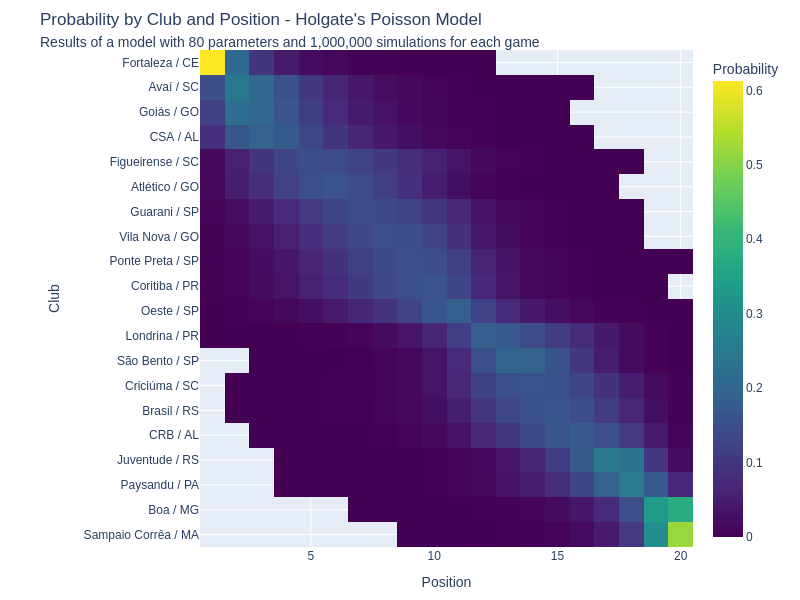 Probability by Club and Position - Holgate's Poisson Model
Results of a model with 80 parameters and 1,000,000 simulations for each game
Probability
Fortaleza / CE
Avaí / SC
Goiás / GO
CSA / AL
Figueirense / SC
Atlético / GO
Guarani / SP
Vila Nova / GO
Ponte Preta / SP
Coritiba / PR
Oeste / SP
Londrina / PR
São Bento / SP
Criciúma / SC
Brasil / RS
CRB / AL
Juventude / RS
Paysandu / PA
Boa / MG
Sampaio Corrêa / MA
Club
5
10
15
20
Position
0.6
0.5
0.4
0.3
0.2
0.1
0